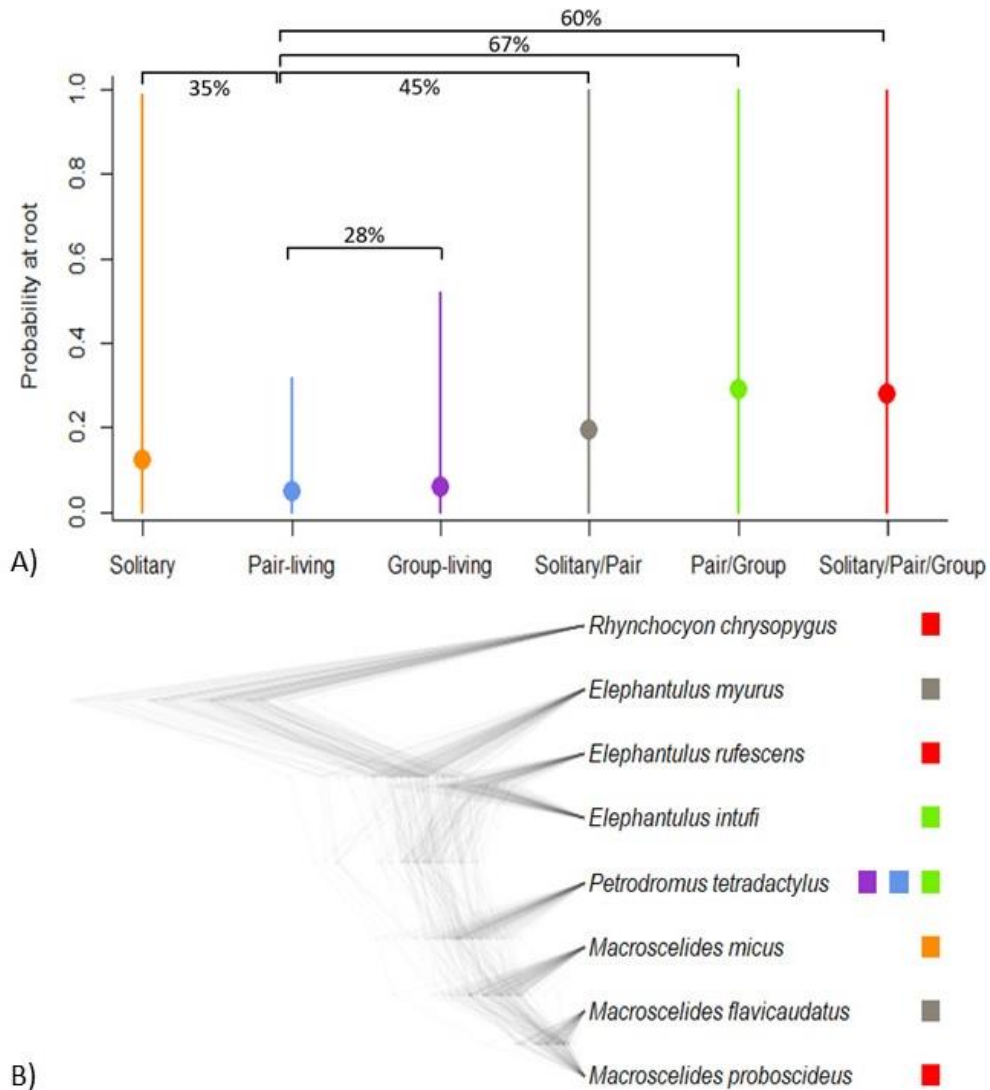 60%
67%
35% 45%
28%
Probability at root
1.0
0.8
0.6
0.4
0.2
0.0
A)
Solitary Pair-living Group-living Solitary/Pair Pair/Group Solitary/Pair/Group
Rhynchocyon chrysopygus
Elephantulus myurus
Elephantulus rufescens
Elephantulus intufi
Petrodromus tetradactylus
Macroscelides micus
Macroscelides flavicaudatus
Macroscelides proboscideus
B)